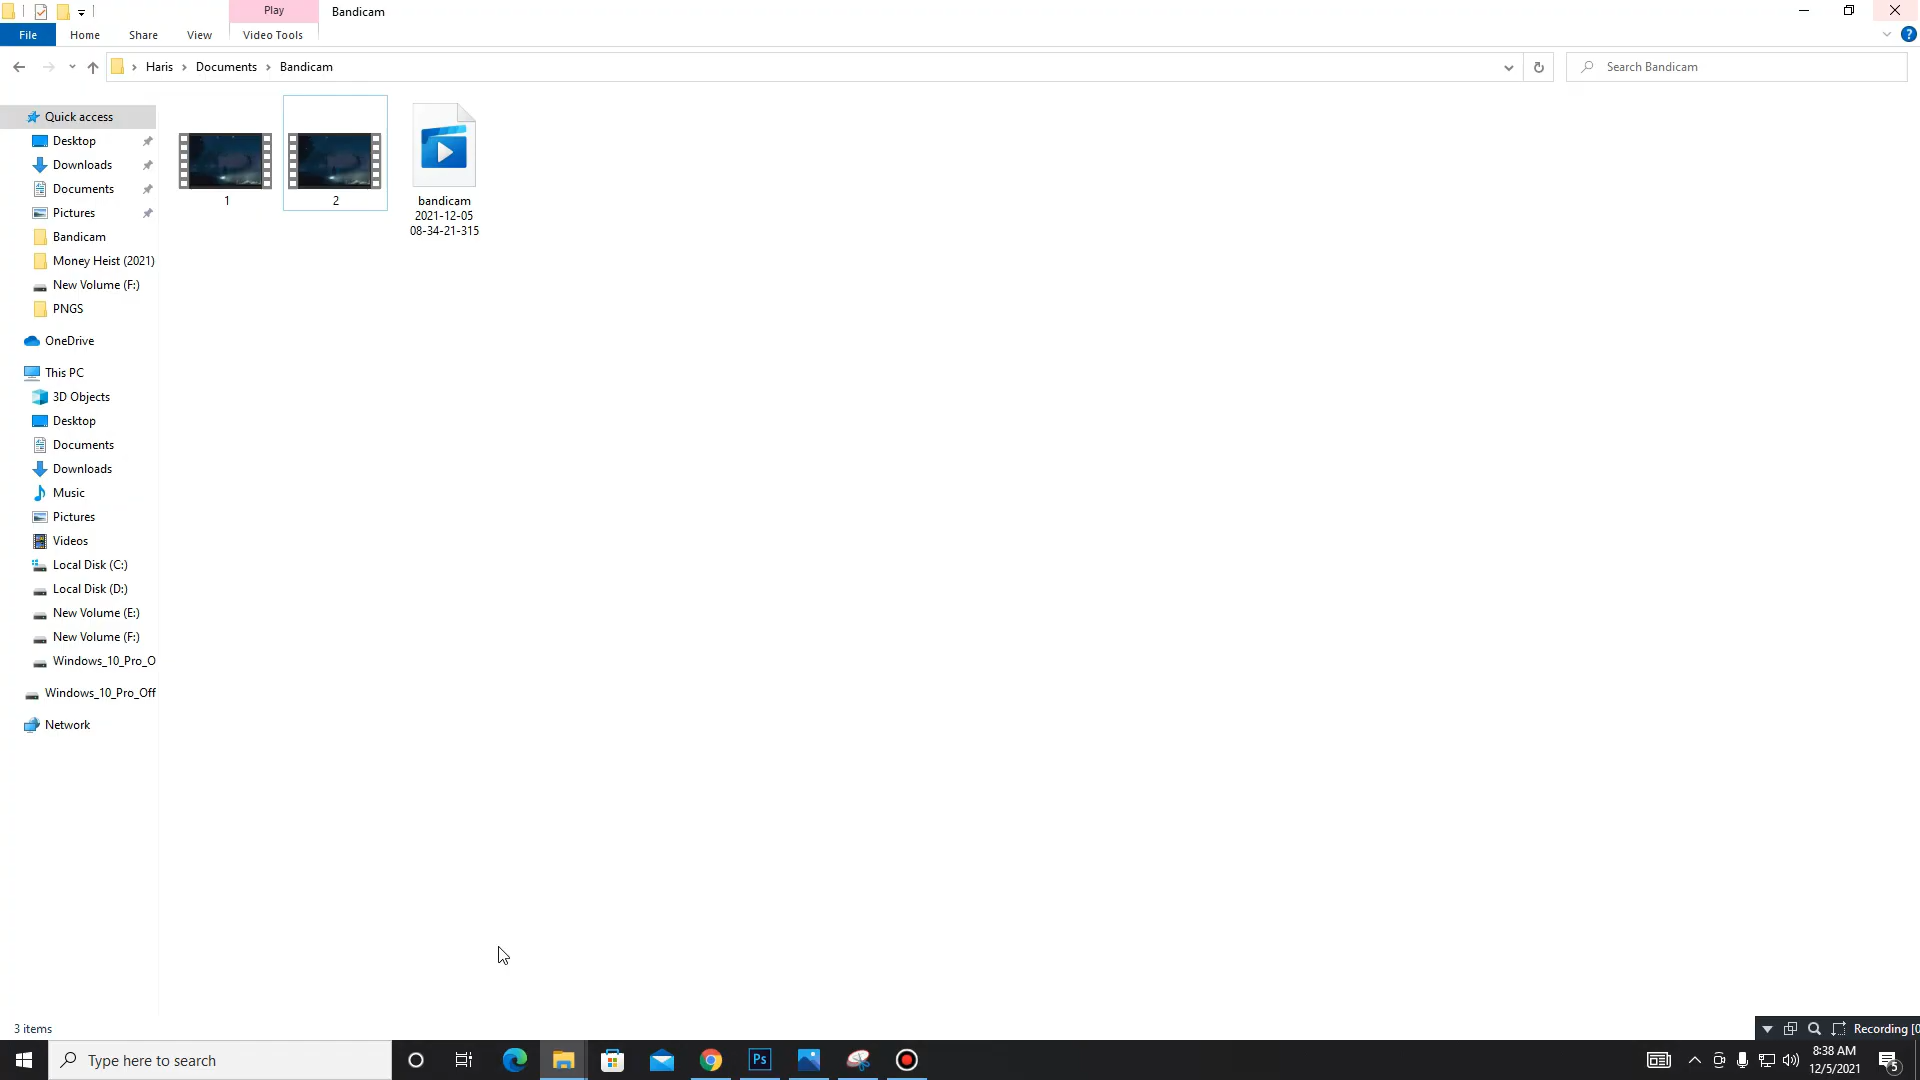 Play
Bandicam
File
Home
Share
View
Video Tools
?
Haris
Documents
Bandicam
Search Bandicam
Quick access
Desktop
Downloads
Documents
Pictures
Bandicam
Money Heist (2021)
New Volume (F:)
PNGS
OneDrive
This PC
3D Objects
Desktop
Documents
Downloads
Music
Pictures
Videos
Local Disk (C:)
Local Disk (D:)
New Volume (E:)
New Volume (F:)
Windows_10_Pro_O
Windows_10_Pro_Off
Network
1
2
bandicam
2021-12-05
08-34-21-315
3 items
Recording [0
Type here to search
Ps
8:38 AM
12/5/2021
5